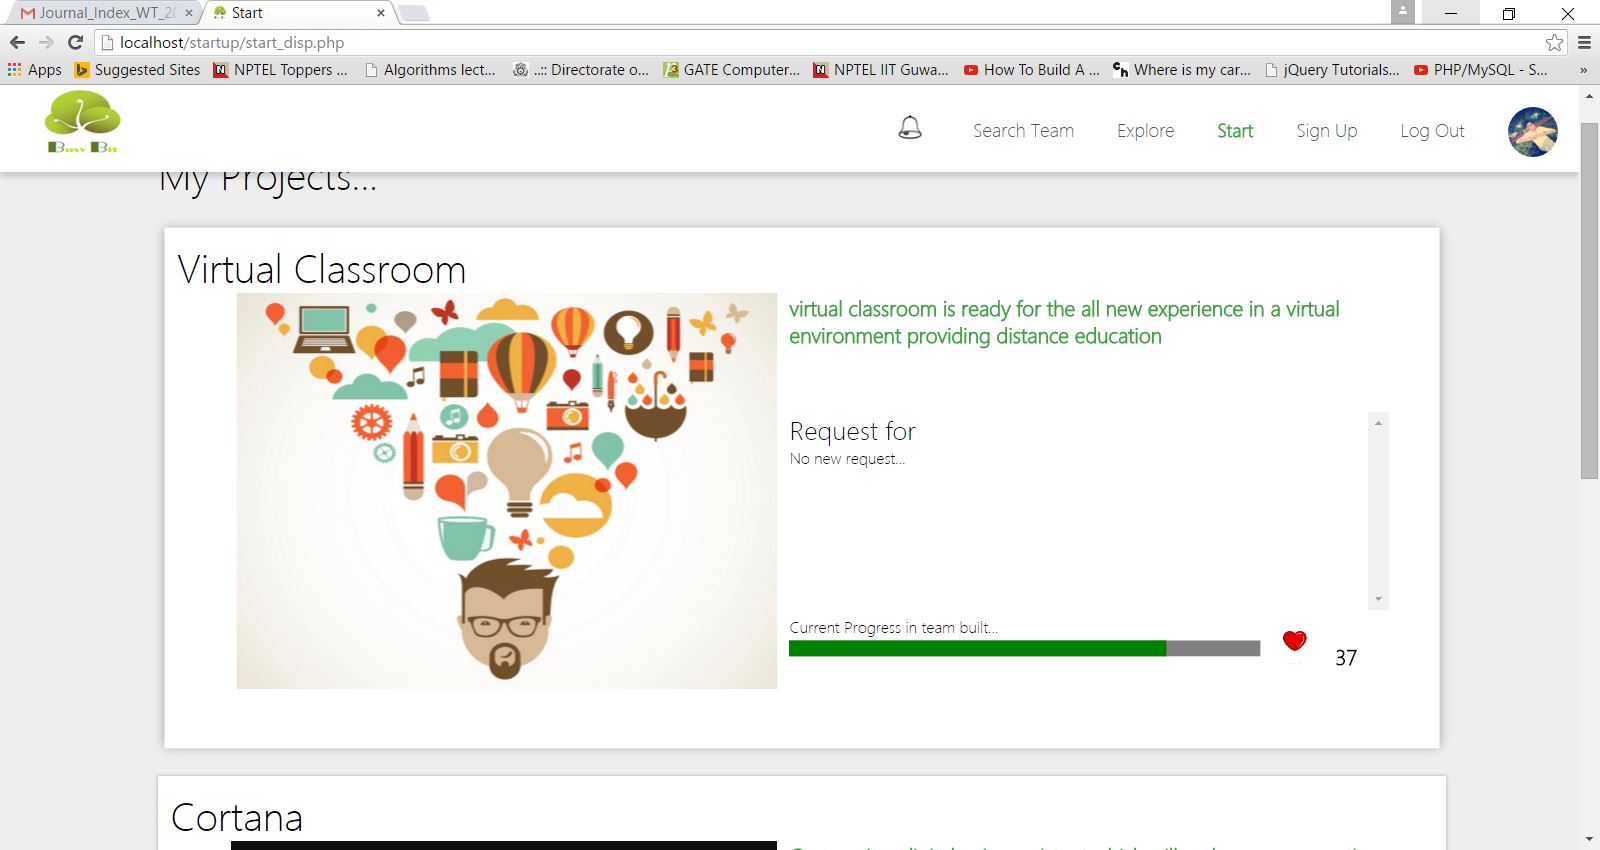 Journal_Index_WT_20
Start
localhost/startup/start_disp.php
Apps
Suggested Sites
NPTEL Toppers ...
Algorithms lect...
..:: Directorate o...
GATE Computer...
NPTEL IIT Guwa...
How To Build A ...
Where is my car...
jQuery Tutorials...
PHP/MySQL - S...
»
Busy Bit
Search Team
Explore
Start
Sign Up
Log Out
My Projects...
Virtual Classroom
virtual classroom is ready for the all new experience in a virtual
environment providing distance education
Request for
No new request...
Current Progress in team built...
37
Cortana